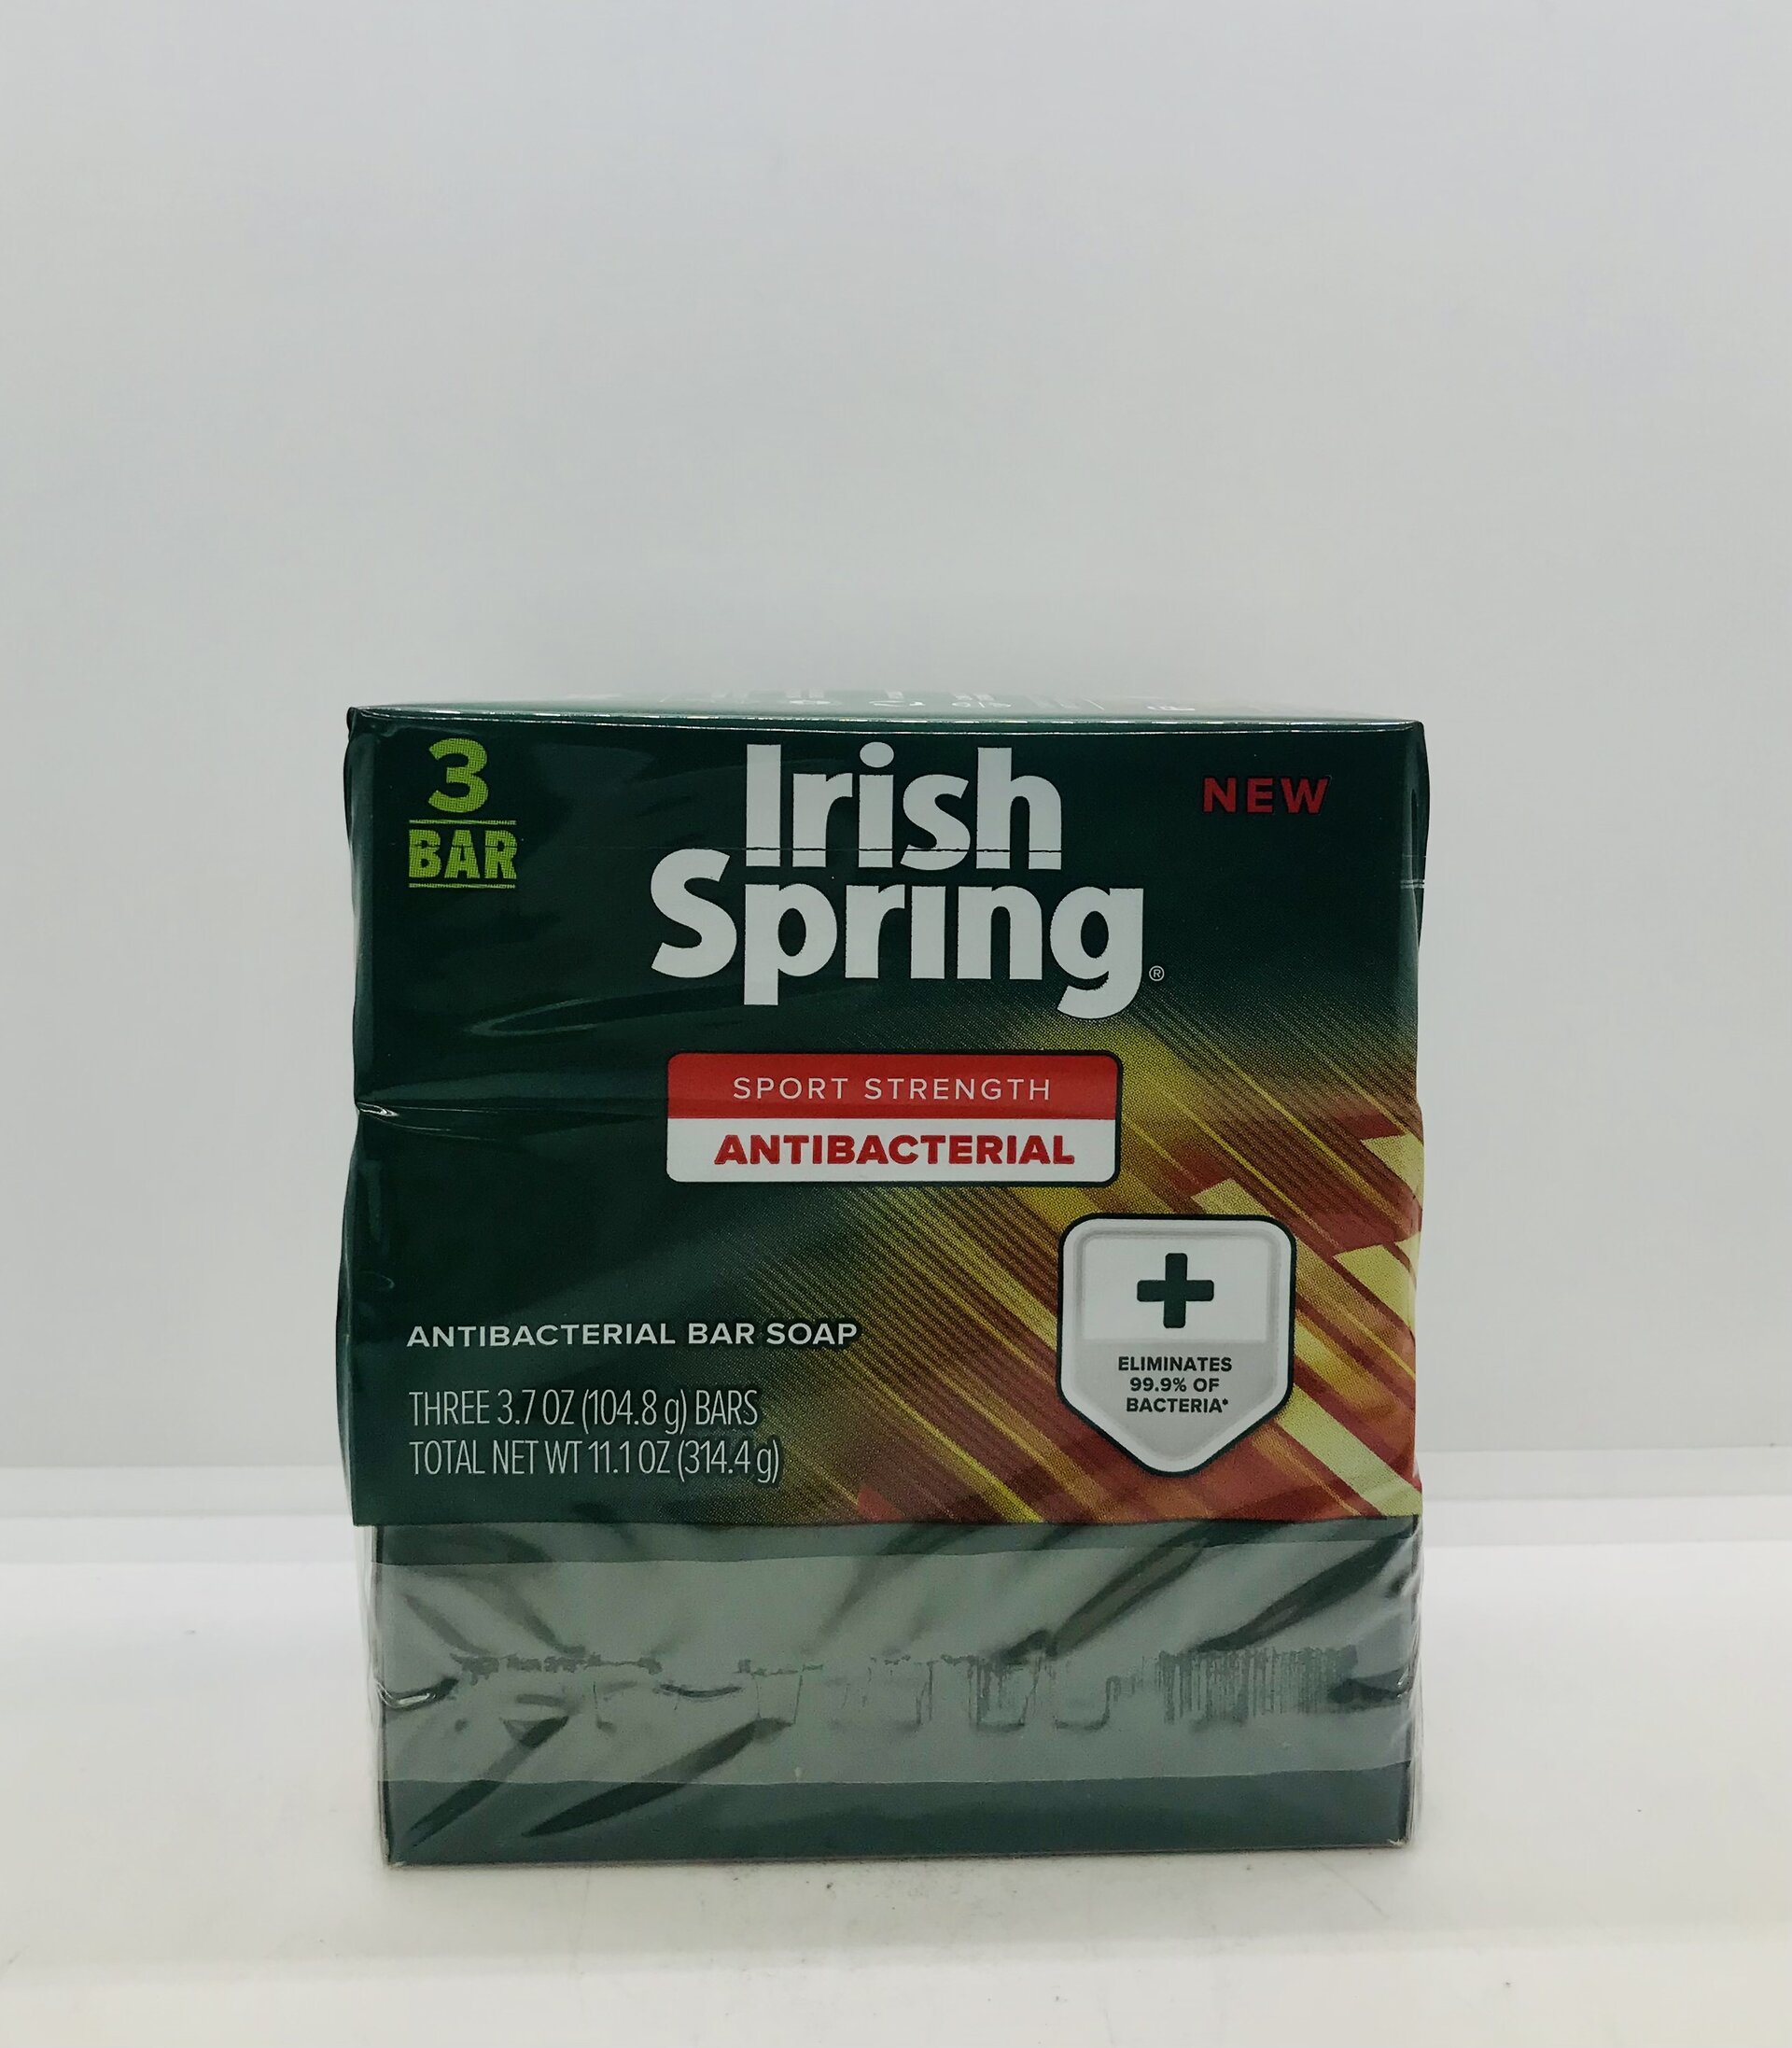 3
BAR
Irish
Spring®
NEW
SPORT STRENGTH
ANTIBACTERIAL
ELIMINATES
99.9% OF
BACTERIA*
ANTIBACTERIAL BAR SOAP
THREE 3.7 OZ (104.8 g) BARS
TOTAL NET WT 11.1 OZ (314.4 g)